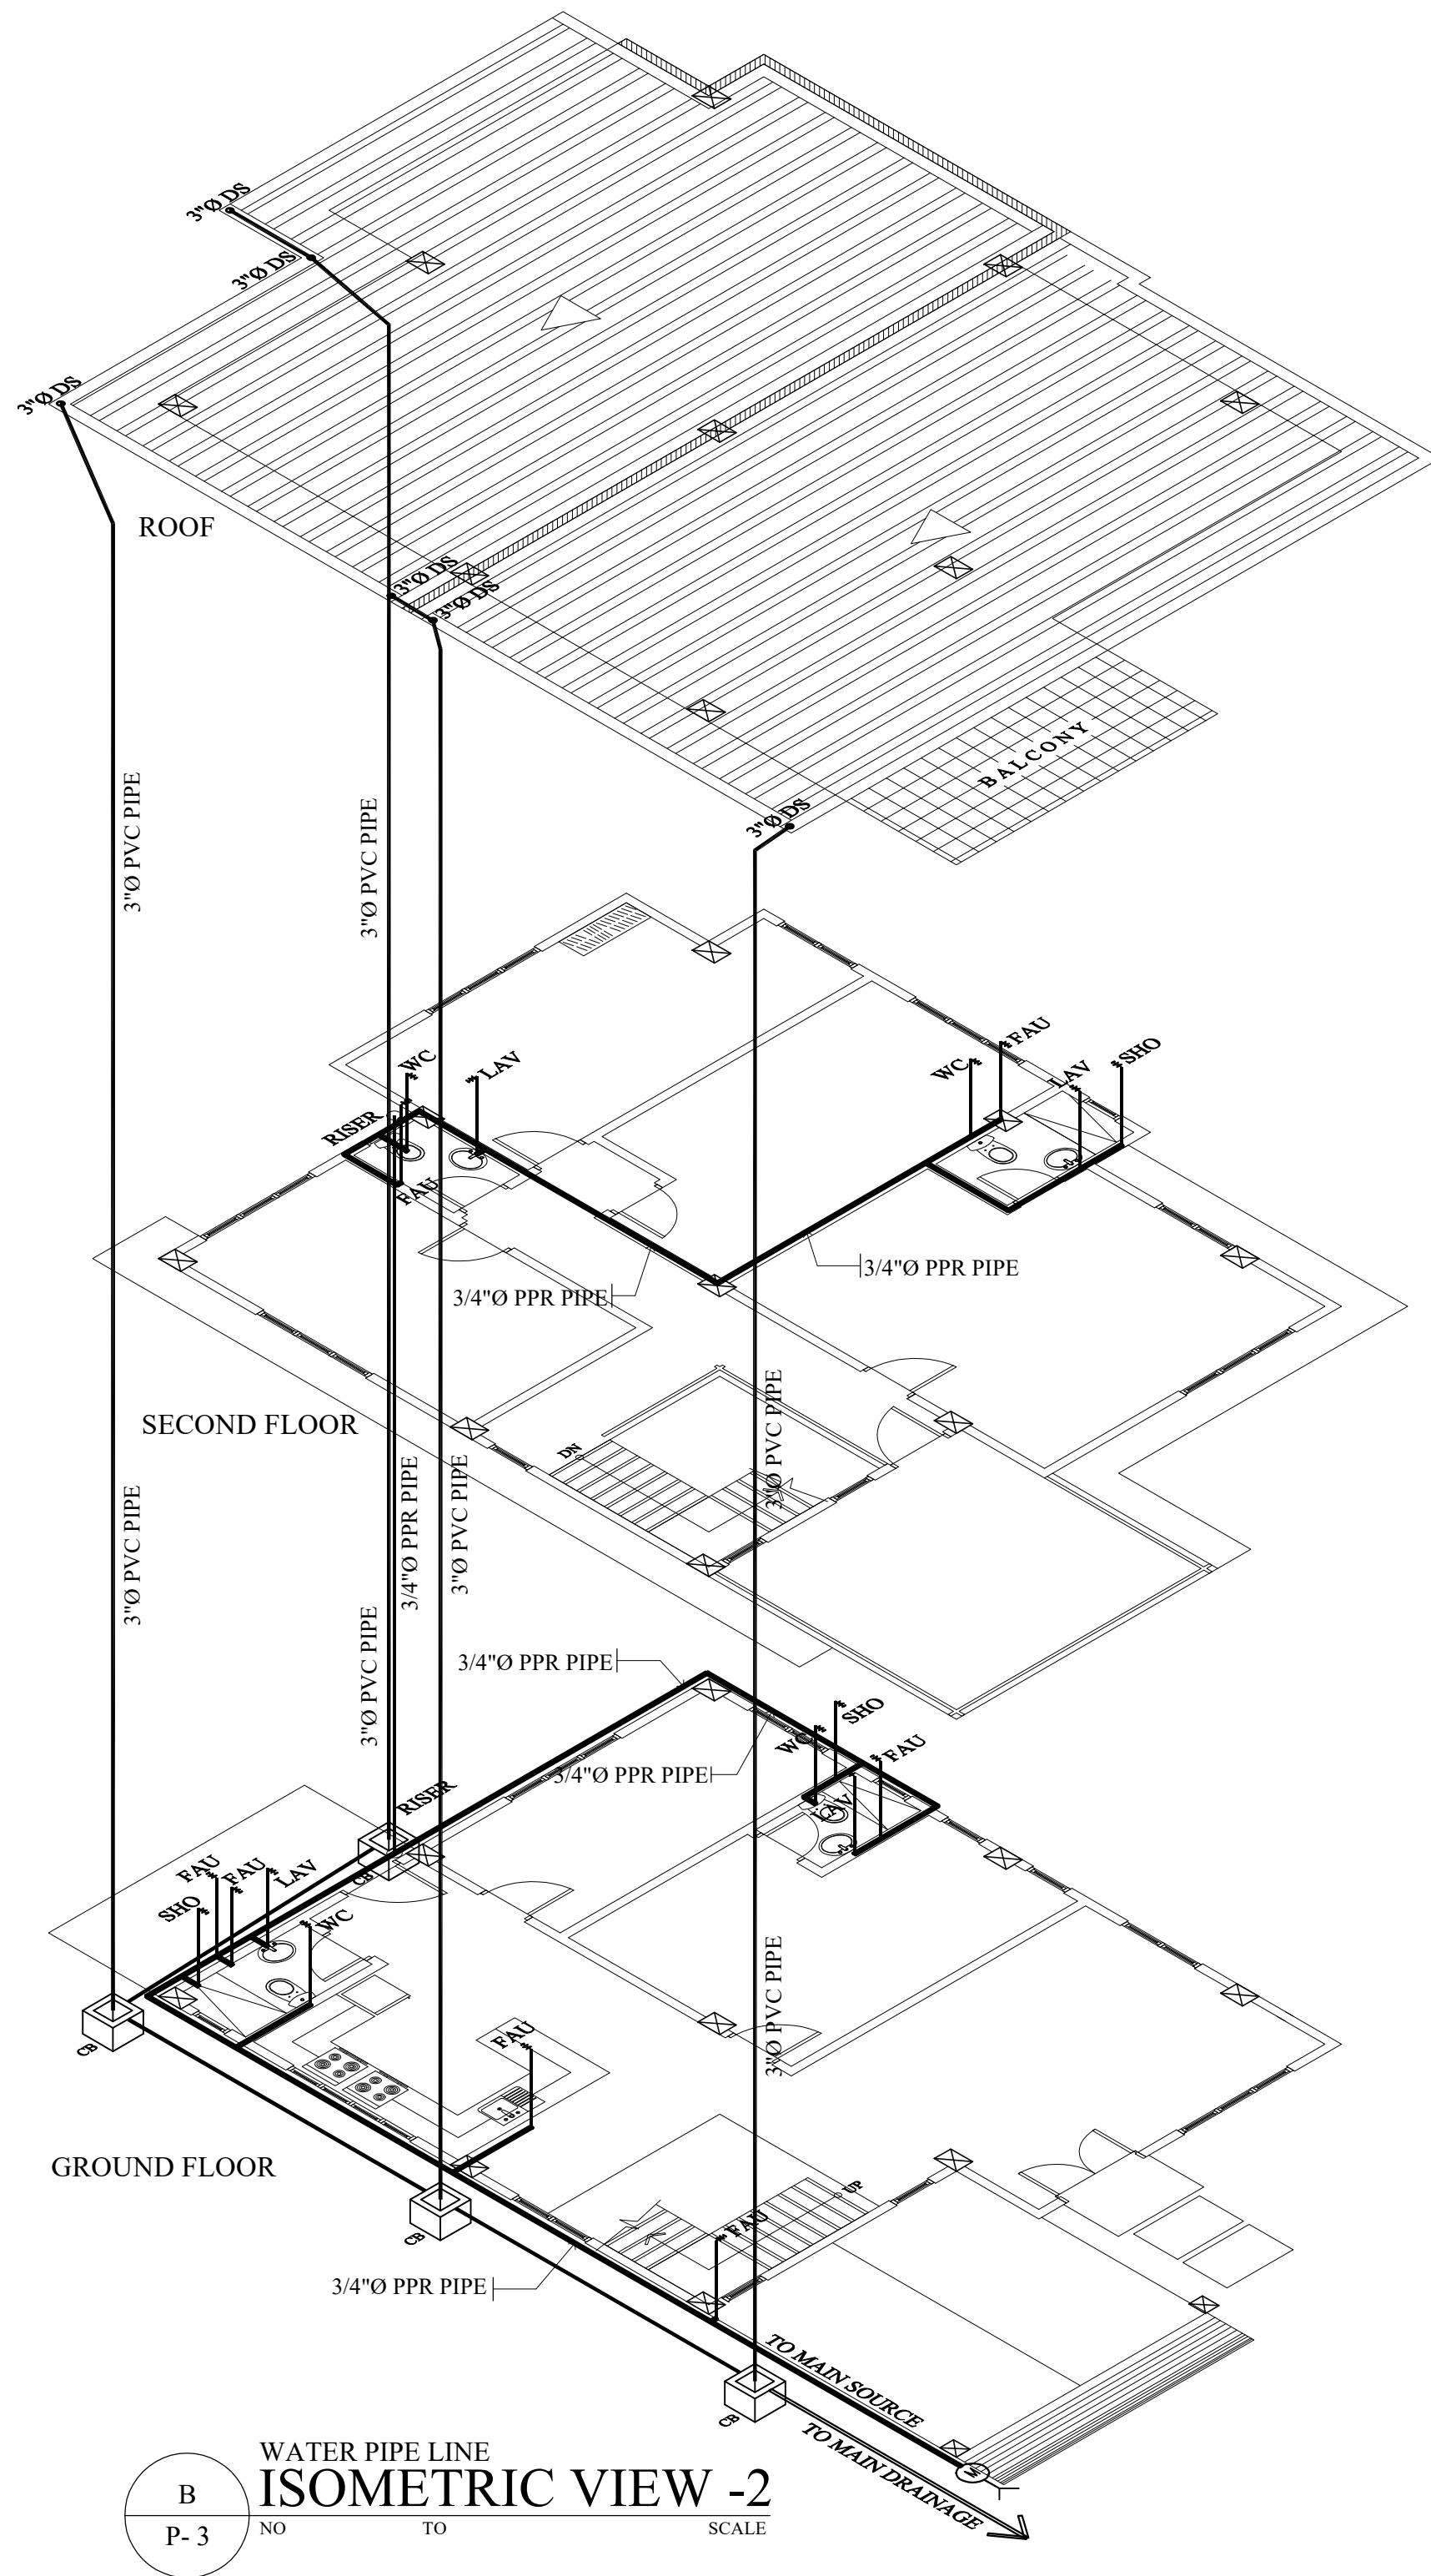 3"Ø DS
3"Ø DS
3"Ø DS
ROOF
3"Ø DS
3"Ø DS
BALCONY
3"Ø DS
3"Ø PVC PIPE
3"Ø PVC PIPE
WC
LAV
RISER
FAU
WC
FAU
LAV
SHO
3/4"Ø PPR PIPE
3/4"Ø PPR PIPE
3"Ø PVC PIPE
SECOND FLOOR
DN
3"Ø PVC PIPE
3/4"Ø PPR PIPE
3"Ø PVC PIPE
3"Ø PVC PIPE
3/4"Ø PPR PIPE
3/4"Ø PPR PIPE
WC
SHO
FAU
LAV
RISER
CB
FAU
FAU
LAV
SHO
WC
3"Ø PVC PIPE
CB
FAU
GROUND FLOOR
UP
FAU
CB
3/4"Ø PPR PIPE
TO MAIN SOURCE
CB
M
TO MAIN DRAINAGE
WATER PIPE LINE
B
ISOMETRIC VIEW -2
P- 3
NO TO SCALE